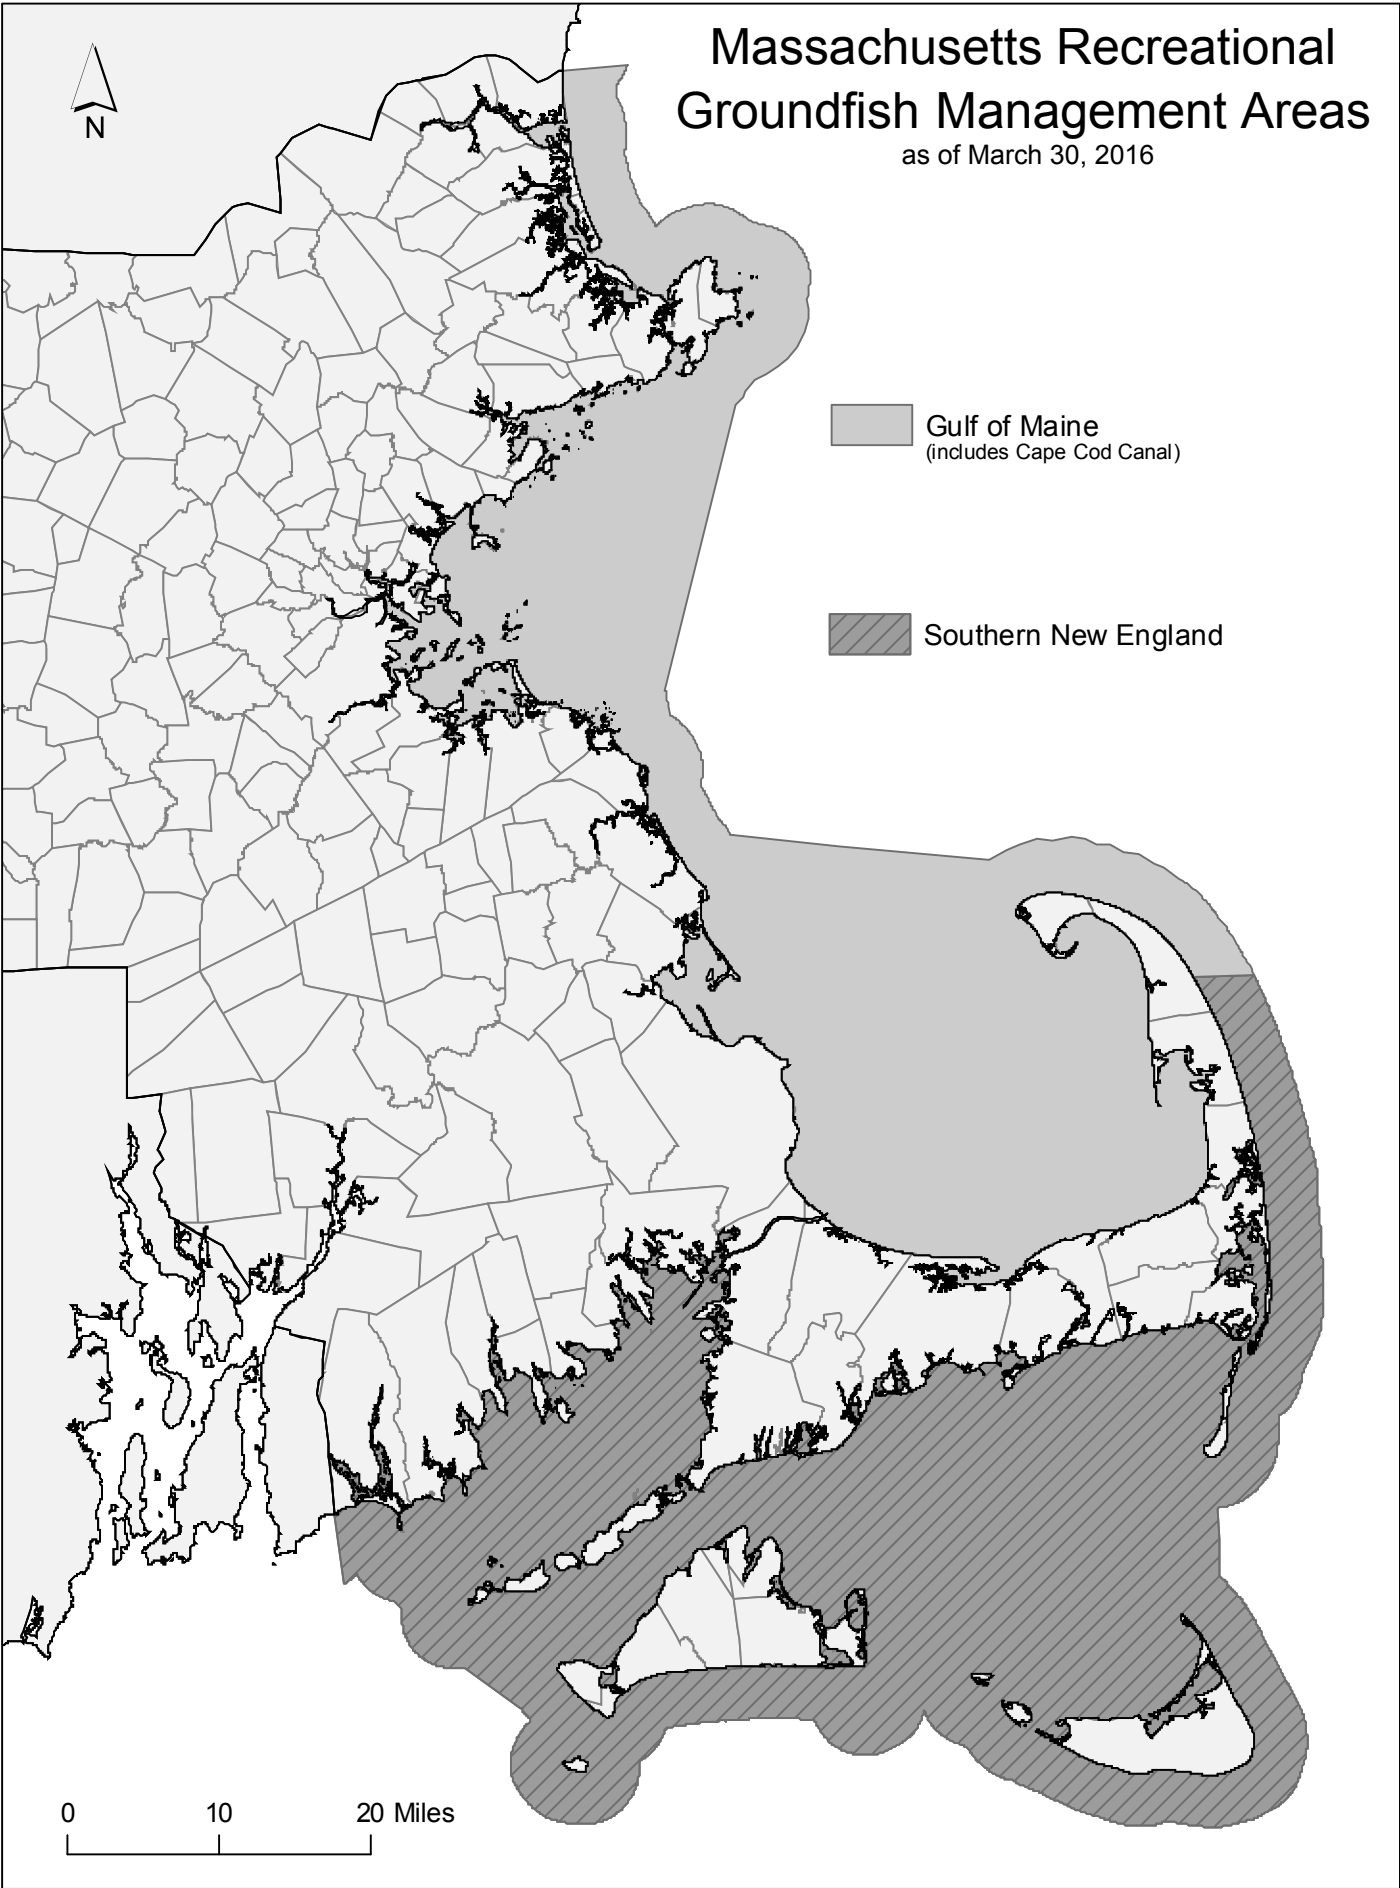 Massachusetts Recreational
Groundfish Management Areas
as of March 30, 2016
N
Gulf of Maine
(includes Cape Cod Canal)
Southern New England
0 10 20 Miles